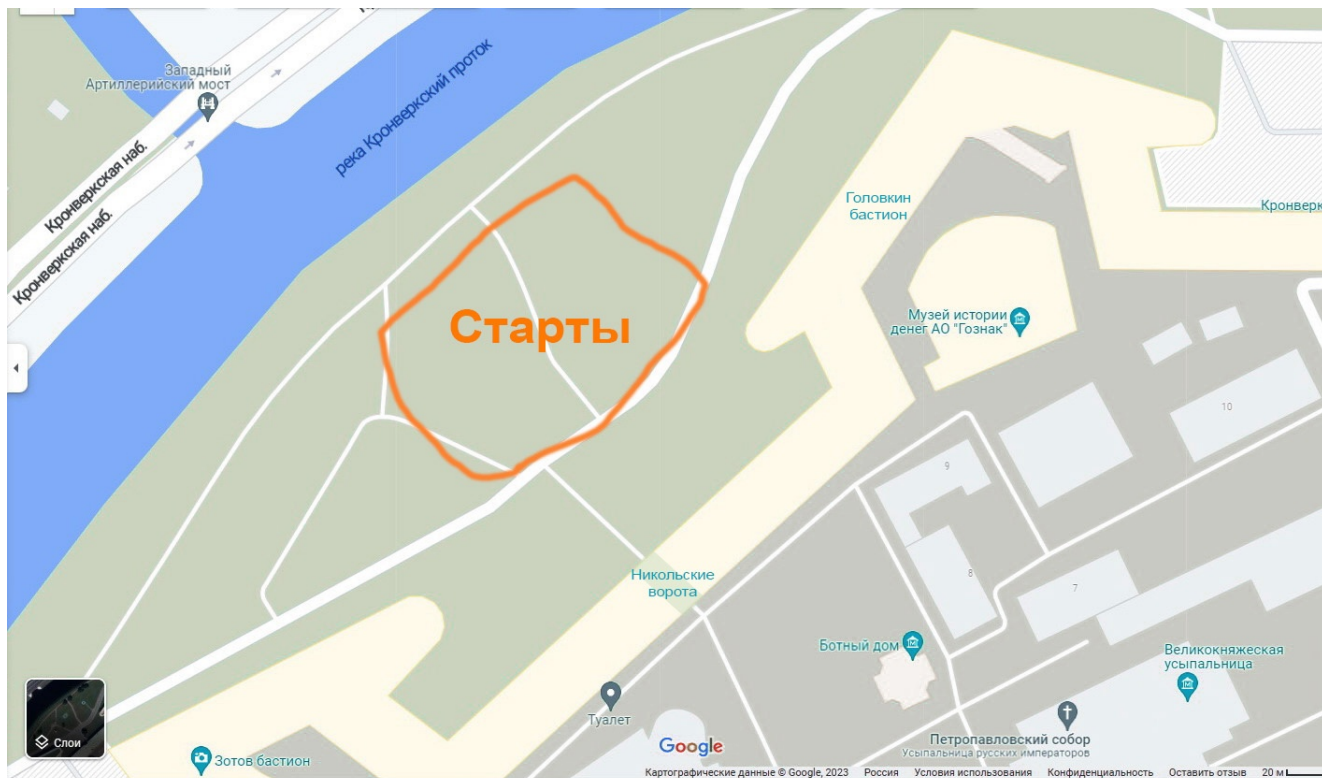 Западный
Артиллерийский мост
Кронверкская наб.
Кронверкская наб.
река Кронверкский проток
Старты
Головкин
бастион
Кронверк
Музей истории
денег АО "Гознак"
10
9
8
7
Никольские
ворота
Ботный дом
Великокняжеская
усыпальница
Туалет
Петропавловский собор
Усыпальница русских императоров
Зотов бастион
Слои
Google
Картографические данные © Google, 2023 Россия Условия использования Конфиденциальность Оставить отзыв 20 м